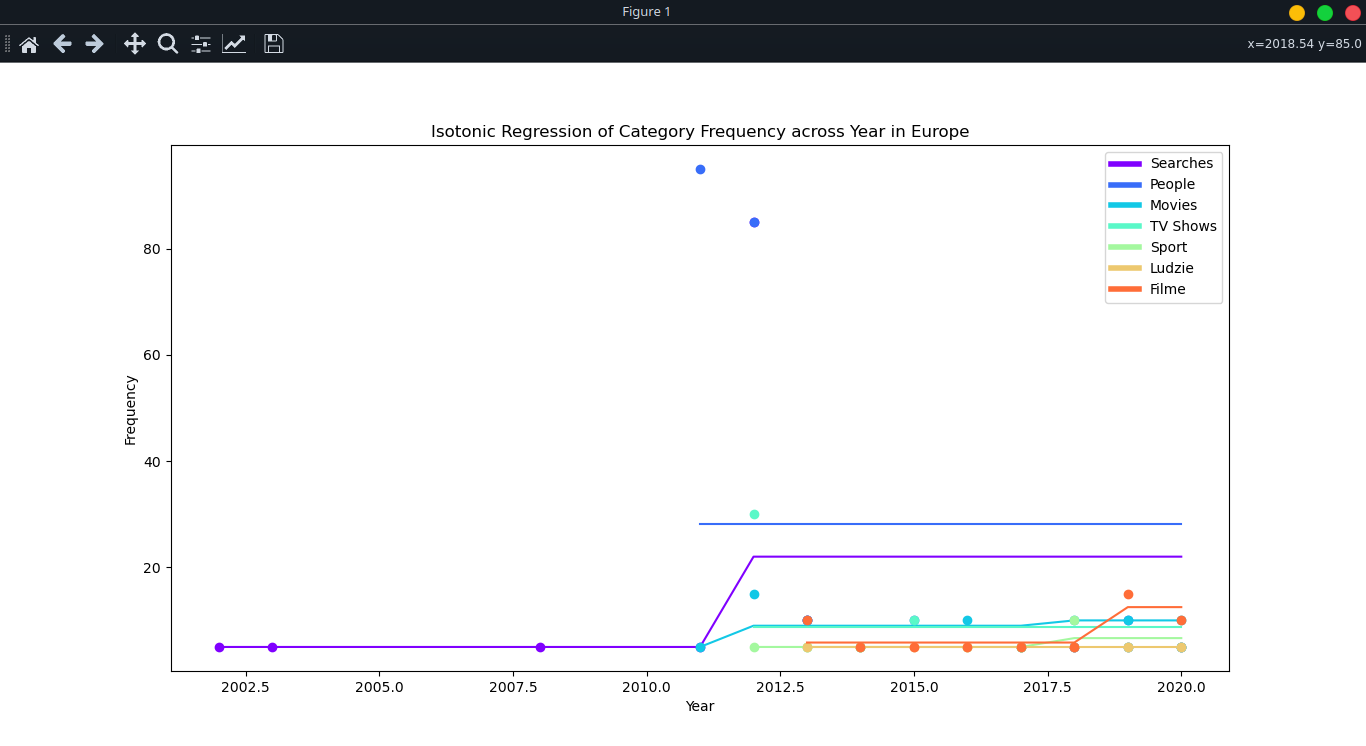 Figure 1
x=2018.54 y=85.0
Isotonic Regression of Category Frequency across Year in Europe
Searches
People
Movies
TV Shows
Sport
Ludzie
Filme
80
60
40
20
Frequency
2002.5 2005.0 2007.5 2010.0 2012.5 2015.0 2017.5 2020.0
Year